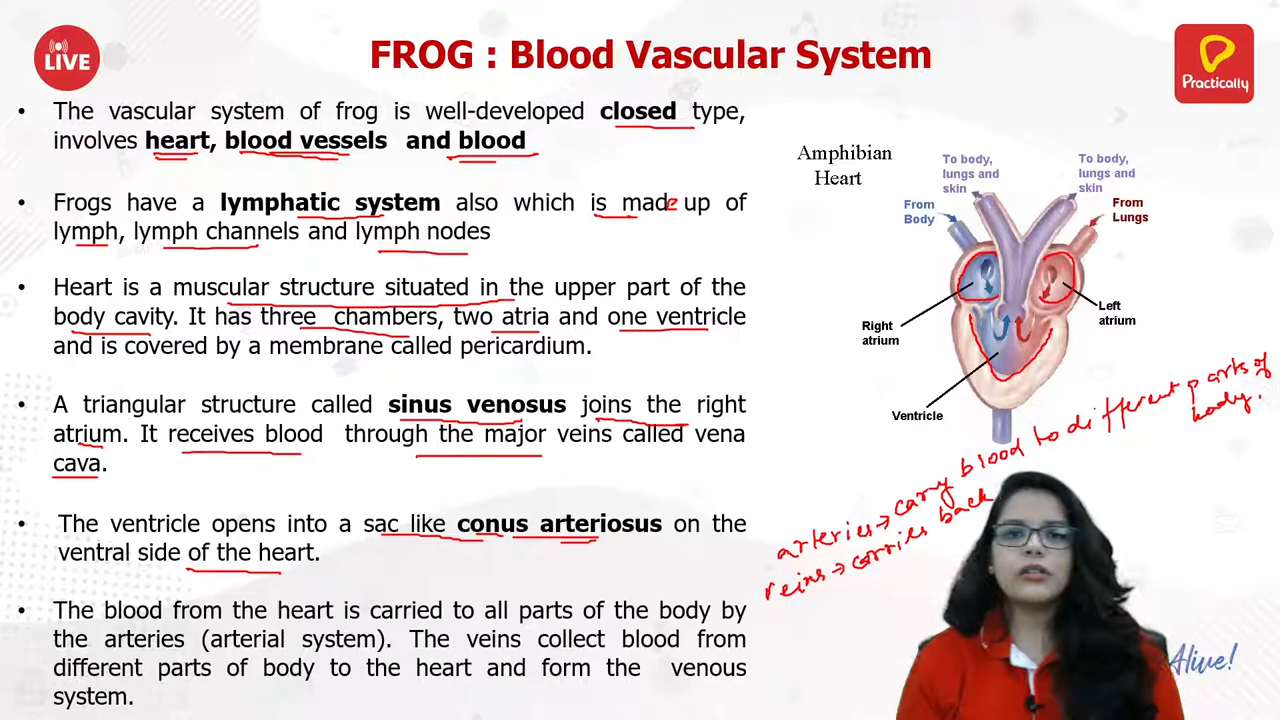 LIVE
FROG : Blood Vascular System
Practically
• The vascular system of frog is well-developed closed type,
involves heart, blood vessels and blood
• Frogs have a lymphatic system also which is made up of
lymph, lymph channels and lymph nodes
• Heart is a muscular structure situated in the upper part of the
body cavity. It has three chambers, two atria and one ventricle
and is covered by a membrane called pericardium.
• A triangular structure called sinus venosus joins the right
atrium. It receives blood through the major veins called vena
cava.
• The ventricle opens into a sac like conus arteriosus on the
ventral side of the heart.
• The blood from the heart is carried to all parts of the body by
the arteries (arterial system). The veins collect blood from
different parts of body to the heart and form the venous
system.
Amphibian
Heart
To body,
lungs and
skin
To body,
lungs and
skin
From
Body
From
Lungs
Left
atrium
Right
atrium
Ventricle
arteries → carry blood to different parts of
body.
veins → carries back
Alive!